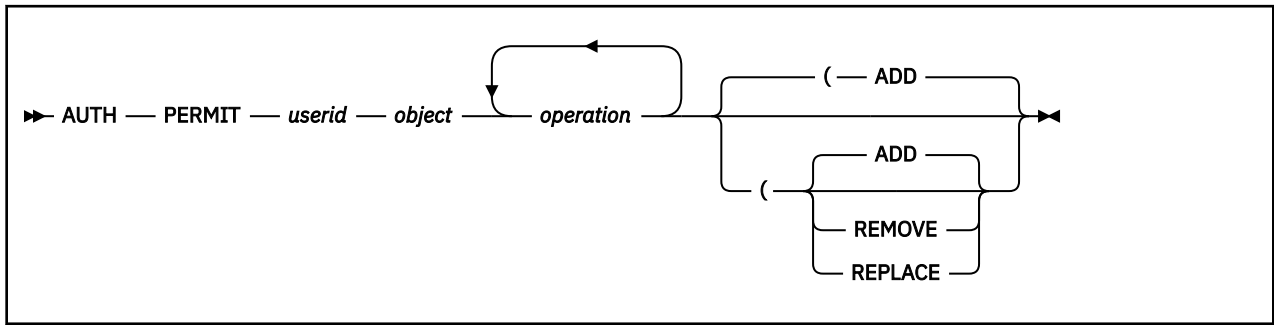 ( ADD
AUTH PERMIT userid object operation
ADD
(
REMOVE
REPLACE